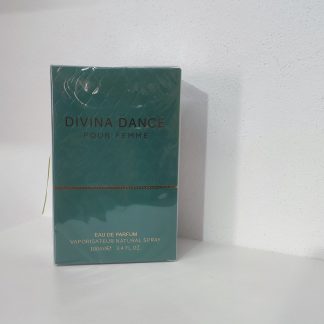 DIVINA DANCE
POUR FEMME
EAU DE PARFUM
VAPORISATEUR NATURAL SPRAY
100ml℮ 3.4 FL.OZ.